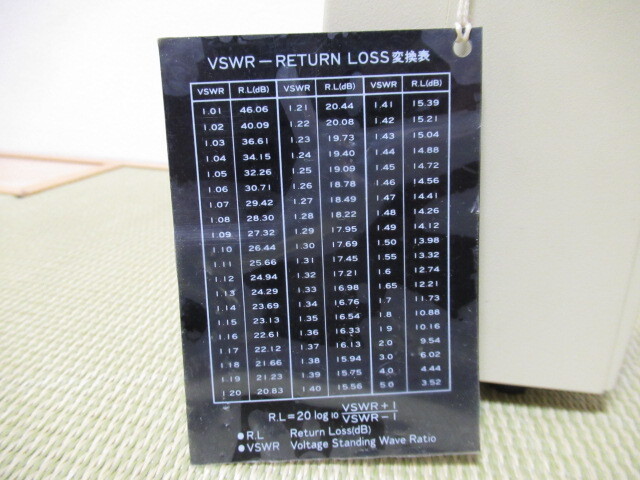 VSWR – RETURN LOSS変換表
VSWR R.L(dB) VSWR R.L(dB) VSWR R.L(dB)
1.01 46.06 1.21 20.44 1.41 15.39
1.02 40.09 1.22 20.08 1.42 15.21
1.03 36.61 1.23 19.73 1.43 15.04
1.04 34.15 1.24 19.40 1.44 14.88
1.05 32.26 1.25 19.09 1.45 14.72
1.06 30.71 1.26 18.78 1.46 14.56
1.07 29.42 1.27 18.49 1.47 14.41
1.08 28.30 1.28 18.22 1.48 14.26
1.09 27.32 1.29 17.95 1.49 14.12
1.10 26.44 1.30 17.69 1.50 13.98
1.11 25.66 1.31 17.45 1.55 13.32
1.12 24.94 1.32 17.21 1.6 12.74
1.13 24.29 1.33 16.98 1.65 12.21
1.14 23.69 1.34 16.76 1.7 11.73
1.15 23.13 1.35 16.54 1.8 10.88
1.16 22.61 1.36 16.33 1.9 10.16
1.17 22.12 1.37 16.13 2.0 9.54
1.18 21.66 1.38 15.94 3.0 6.02
1.19 21.23 1.39 15.75 4.0 4.44
1.20 20.83 1.40 15.56 5.0 3.52
R.L=20 log10 VSWR+1
VSWR−1
●R.L Return Loss(dB)
●VSWR Voltage Standing Wave Ratio